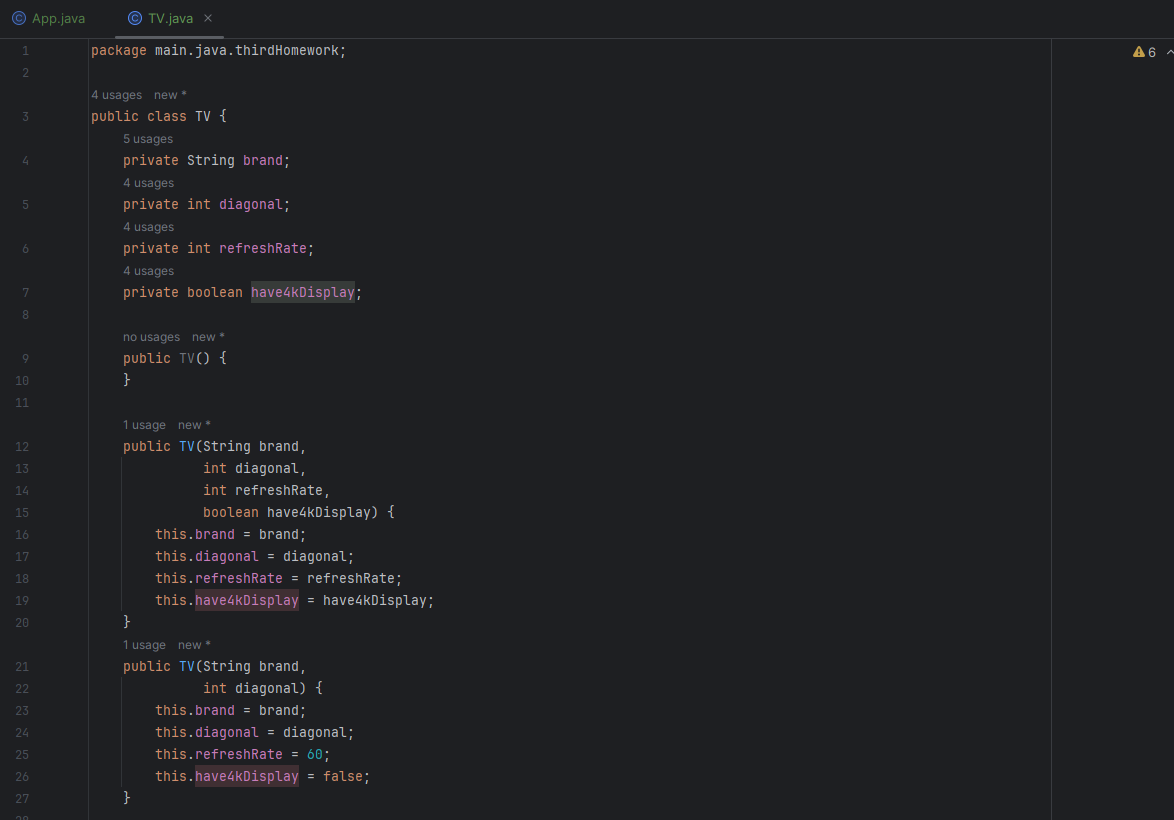 App.java TV.java
6
1 package main.java.thirdHomework;
2
4 usages new *
3 public class TV {
5 usages
4 private String brand;
4 usages
5 private int diagonal;
4 usages
6 private int refreshRate;
4 usages
7 private boolean have4kDisplay;
8
no usages new *
9 public TV() {
10 }
11
1 usage new *
12 public TV(String brand,
13 int diagonal,
14 int refreshRate,
15 boolean have4kDisplay) {
16 this.brand = brand;
17 this.diagonal = diagonal;
18 this.refreshRate = refreshRate;
19 this.have4kDisplay = have4kDisplay;
20 }
1 usage new *
21 public TV(String brand,
22 int diagonal) {
23 this.brand = brand;
24 this.diagonal = diagonal;
25 this.refreshRate = 60;
26 this.have4kDisplay = false;
27 }